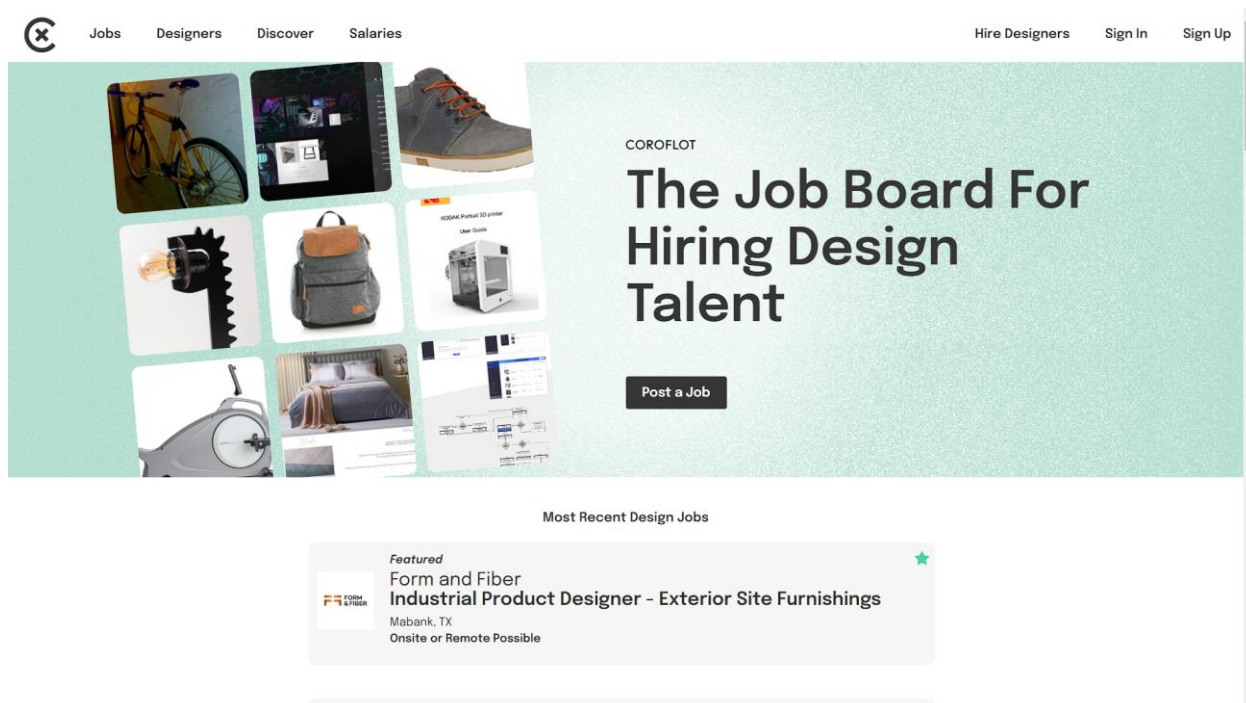 Jobs
Designers
Discover
Salaries
Hire Designers
Sign In
Sign Up
KODAK Portrait 3D printer
User Guide
COROFLOT
The Job Board For
Hiring Design
Talent
Post a Job
Most Recent Design Jobs
Featured
Form and Fiber
FORM
& FIBER
Industrial Product Designer - Exterior Site Furnishings
Mabank, TX
Onsite or Remote Possible